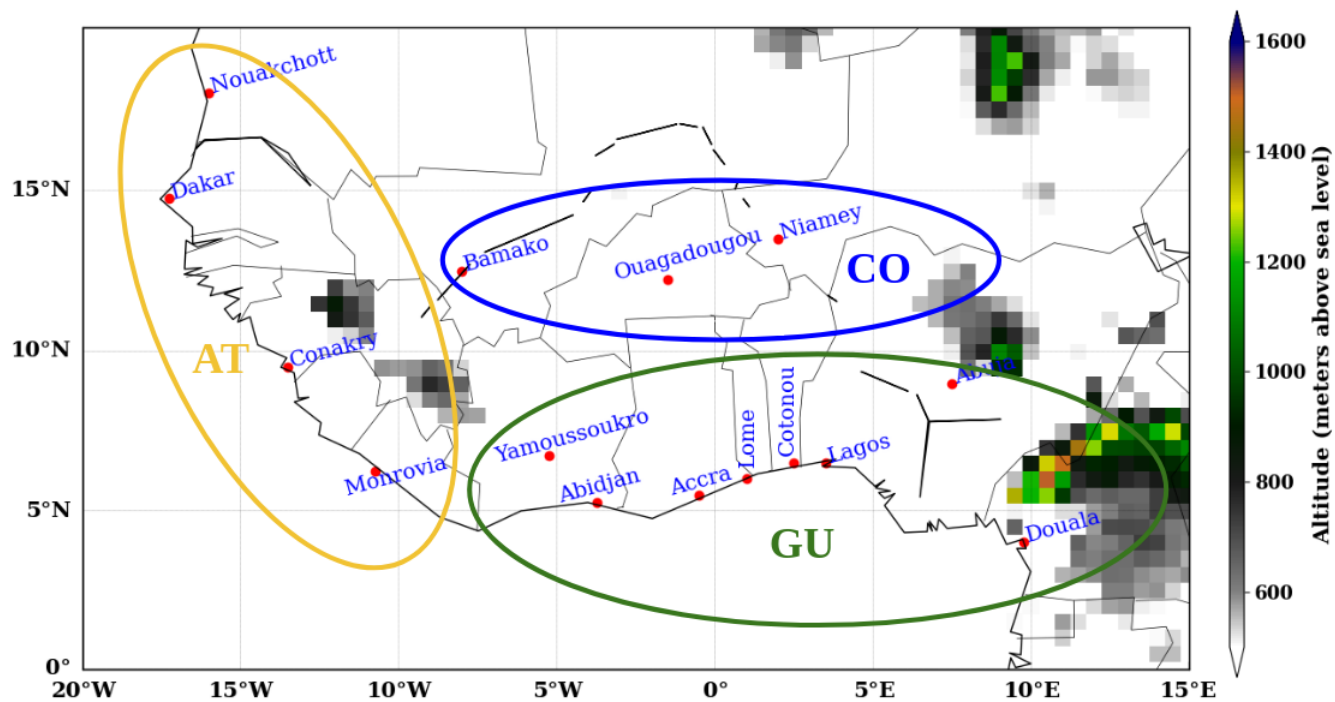 Nouakchott
Dakar
Bamako
Ouagadougou
Niamey
CO
AT
Conakry
Monrovia
Yamoussoukro
Abidjan
Accra
Lome
Cotonou
Lagos
Abuja
GU
Douala
15°N
10°N
5°N
0°
20°W
15°W
10°W
5°W
0°
5°E
10°E
15°E
1600
1400
1200
1000
800
600
Altitude (meters above sea level)